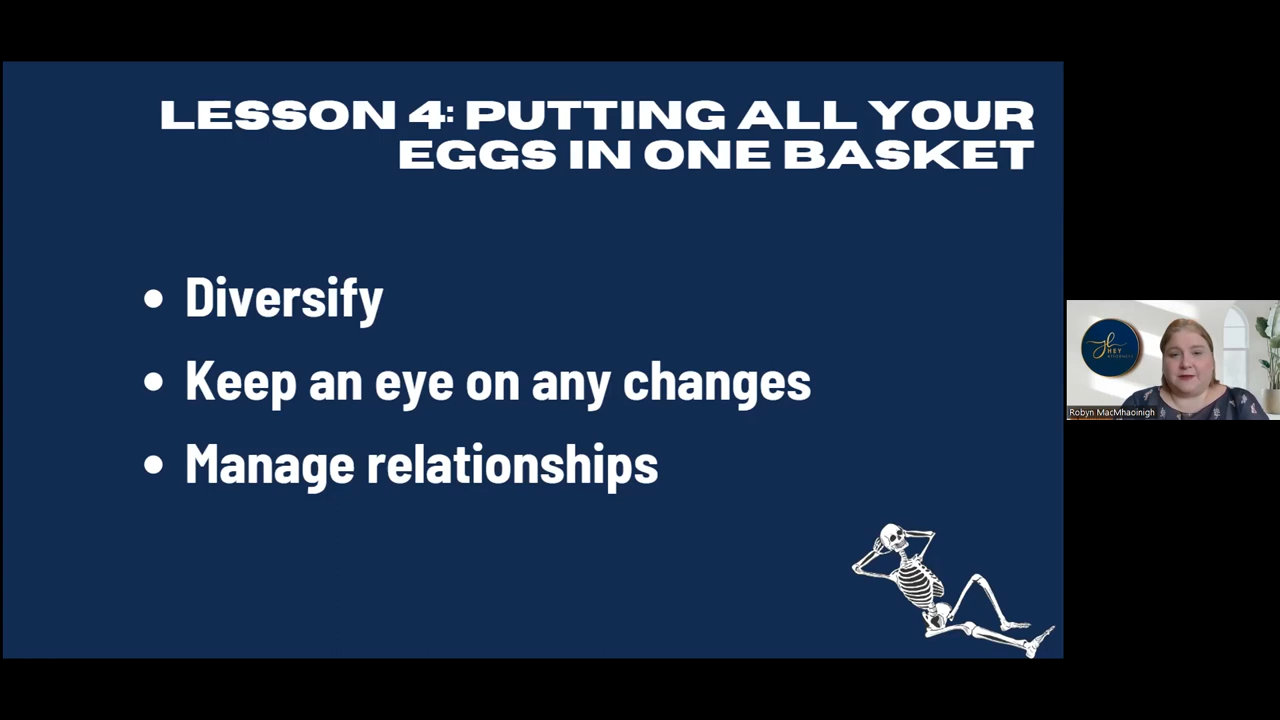 LESSON 4: PUTTING ALL YOUR
EGGS IN ONE BASKET
• Diversify
• Keep an eye on any changes
• Manage relationships
HEY
Robyn MacMhaoinigh